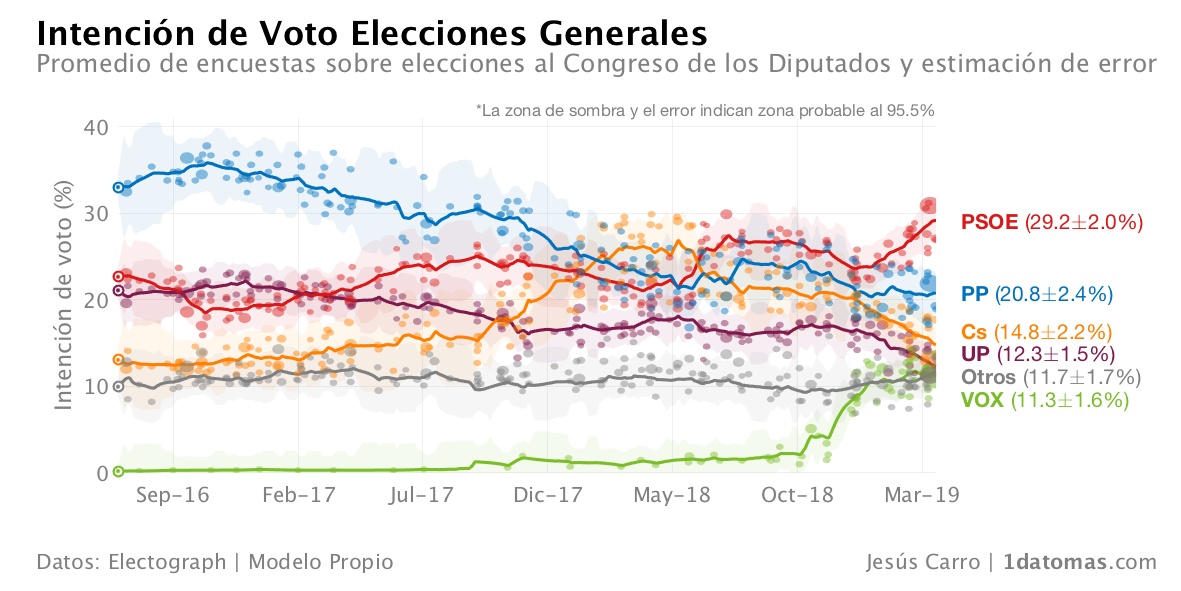 Intención de Voto Elecciones Generales
Promedio de encuestas sobre elecciones al Congreso de los Diputados y estimación de error
*La zona de sombra y el error indican zona probable al 95.5%
Intención de voto (%)
40
30
20
10
0
Sep−16 Feb−17 Jul−17 Dic−17 May−18 Oct−18 Mar−19
PSOE (29.2±2.0%)
PP (20.8±2.4%)
Cs (14.8±2.2%)
UP (12.3±1.5%)
Otros (11.7±1.7%)
VOX (11.3±1.6%)
Datos: Electograph | Modelo Propio
Jesús Carro | 1datomas.com